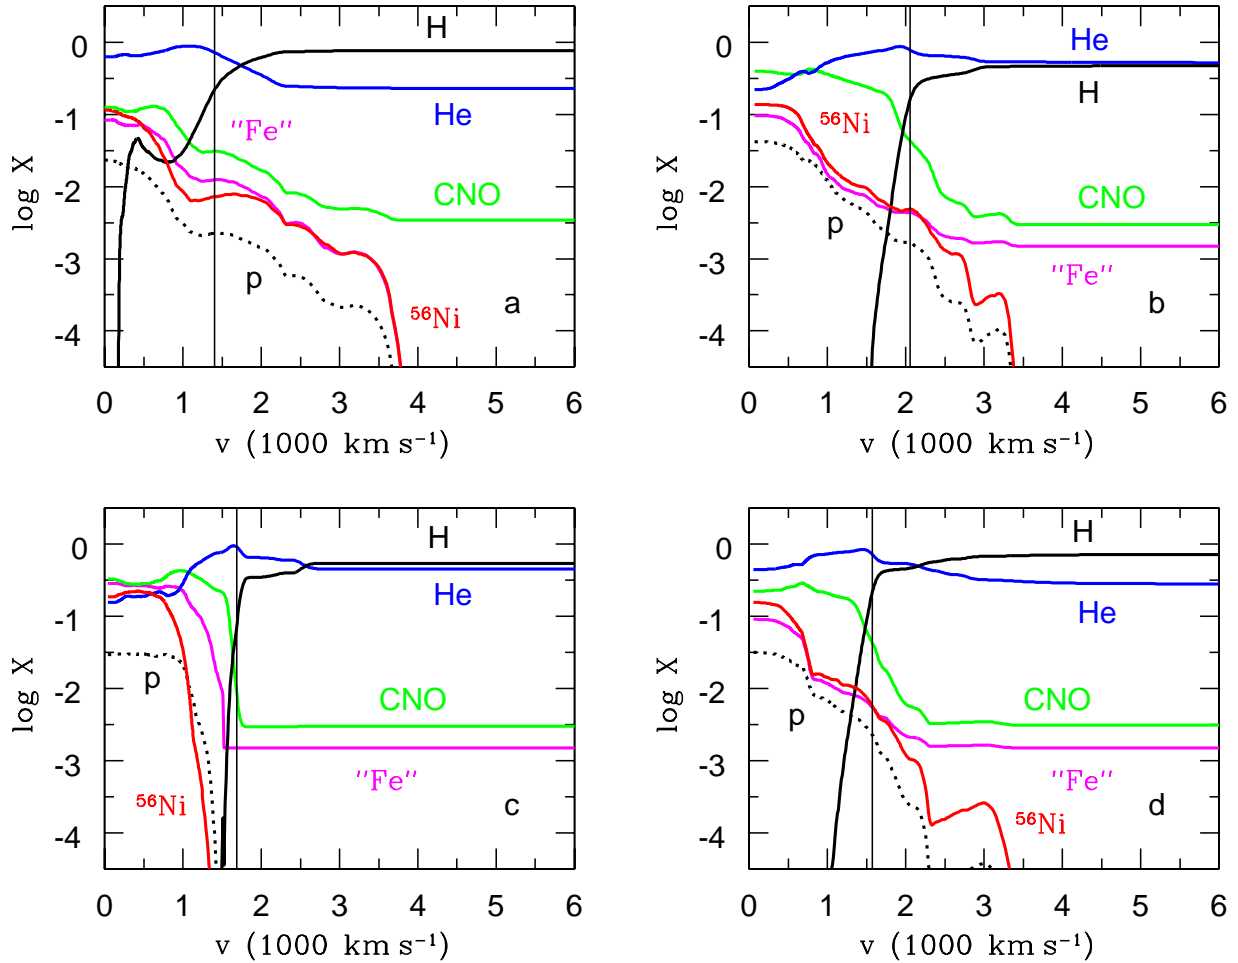 H
"Fe"
He
CNO
p
⁵⁶Ni
a
0
-1
-2
-3
-4
log X
0 1 2 3 4 5 6
v (1000 km s⁻¹)
He
H
⁵⁶Ni
CNO
p
"Fe"
b
0
-1
-2
-3
-4
log X
0 1 2 3 4 5 6
v (1000 km s⁻¹)
H
He
p
CNO
"Fe"
⁵⁶Ni
c
0
-1
-2
-3
-4
log X
0 1 2 3 4 5 6
v (1000 km s⁻¹)
H
He
CNO
p
"Fe"
⁵⁶Ni
d
0
-1
-2
-3
-4
log X
0 1 2 3 4 5 6
v (1000 km s⁻¹)